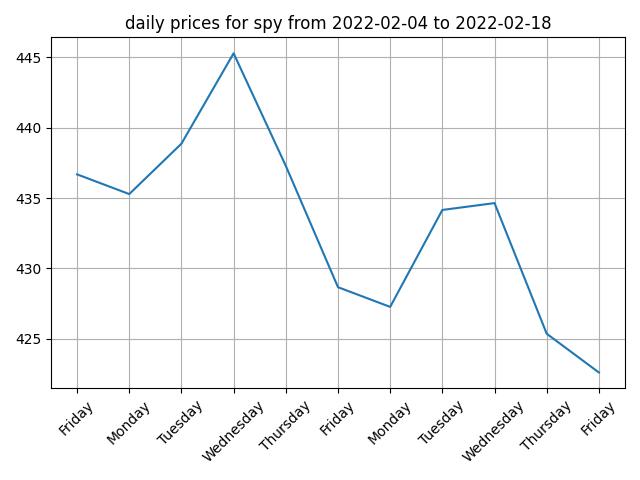 daily prices for spy from 2022-02-04 to 2022-02-18
445
440
435
430
425
Friday
Monday
Tuesday
Wednesday
Thursday
Friday
Monday
Tuesday
Wednesday
Thursday
Friday